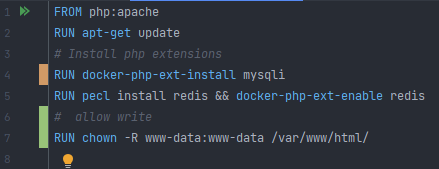 1 FROM php:apache
2 RUN apt-get update
3 # Install php extensions
4 RUN docker-php-ext-install mysqli
5 RUN pecl install redis && docker-php-ext-enable redis
6 #  allow write
7 RUN chown -R www-data:www-data /var/www/html/
8